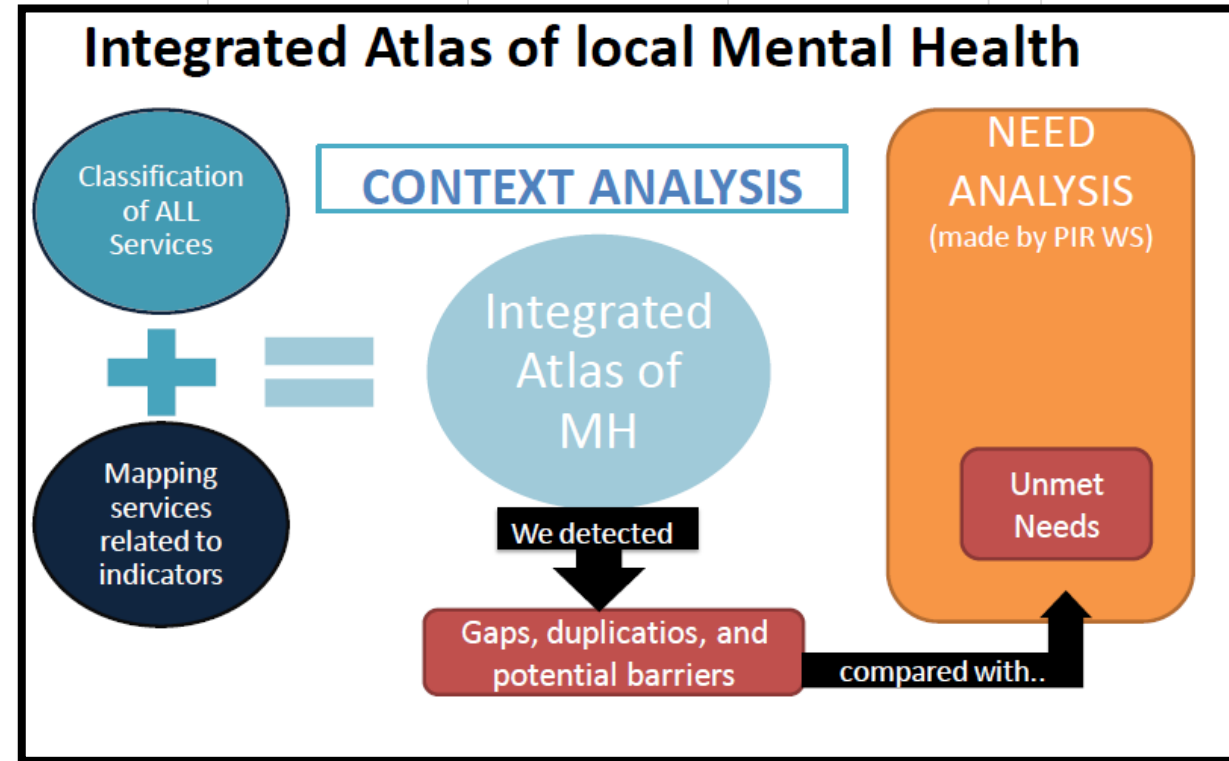 Integrated Atlas of local Mental Health
Classification
of ALL
Services
CONTEXT ANALYSIS
NEED
ANALYSIS
(made by PIR WS)
Integrated
Atlas of
MH
Mapping
services
related to
indicators
Unmet
Needs
We detected
Gaps, duplicatios, and
potential barriers
compared with..